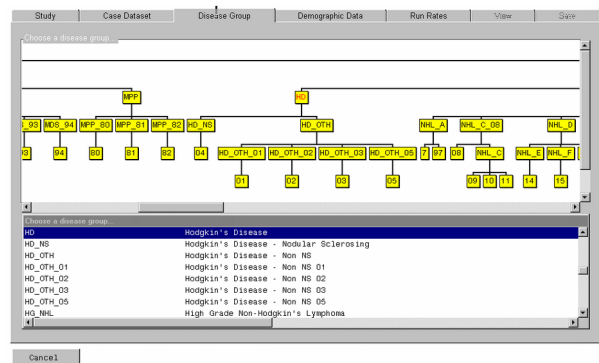 Study Case Dataset Disease Group Demographic Data Run Rates View Save
Choose a disease group...
MPP HD
S_93 MDS_94 MPP_80 MPP_81 MPP_82 HD_NS HD_OTH NHL_A NHL_C_08 NHL_D
93 94 80 81 82 04 HD_OTH_01 HD_OTH_02 HD_OTH_03 HD_OTH_05 7 97 08 NHL_C NHL_E NHL_F
01 02 03 05 09 10 11 14 15
Choose a disease group...
HD Hodgkin's Disease
HD_NS Hodgkin's Disease - Nodular Sclerosing
HD_OTH Hodgkin's Disease - Non NS
HD_OTH_01 Hodgkin's Disease - Non NS 01
HD_OTH_02 Hodgkin's Disease - Non NS 02
HD_OTH_03 Hodgkin's Disease - Non NS 03
HD_OTH_05 Hodgkin's Disease - Non NS 05
HG_NHL High Grade Non-Hodgkin's Lymphoma
Cancel